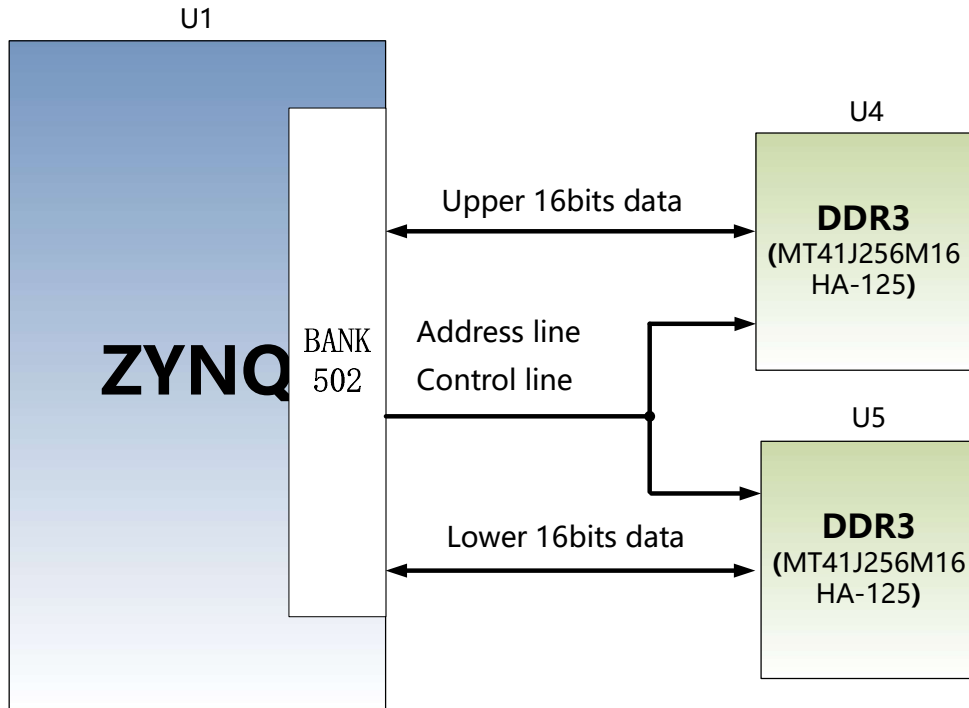 U1
ZYNQ
BANK
502
Upper 16bits data
Address line
Control line
Lower 16bits data
U4
DDR3
(MT41J256M16
HA-125)
U5
DDR3
(MT41J256M16
HA-125)